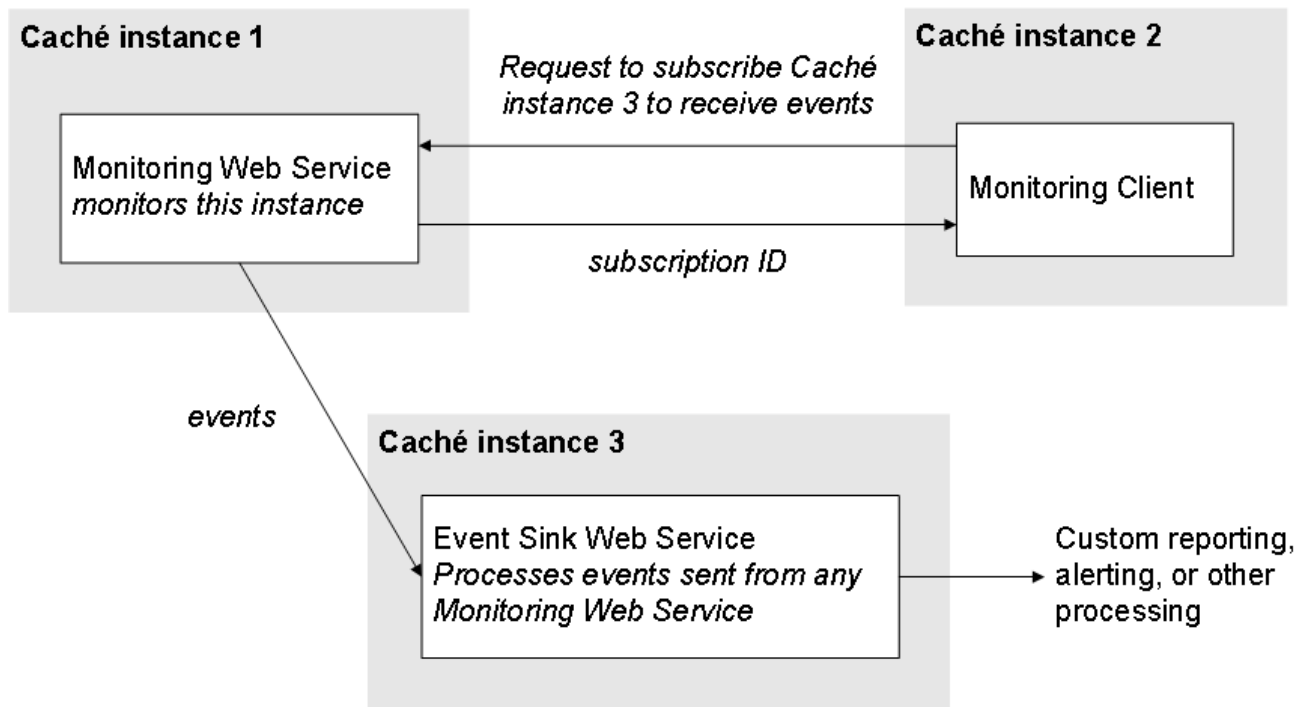 Caché instance 1
Caché instance 2
Request to subscribe Caché
instance 3 to receive events
Monitoring Web Service
monitors this instance
Monitoring Client
subscription ID
events
Caché instance 3
Event Sink Web Service
Processes events sent from any
Monitoring Web Service
Custom reporting,
alerting, or other
processing